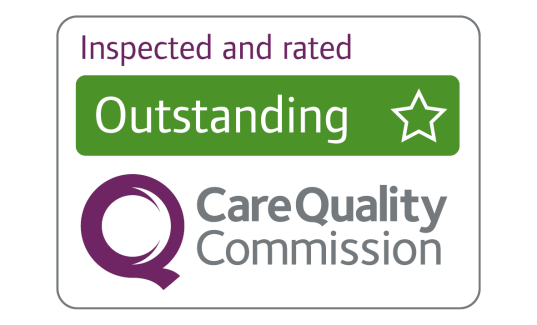 Inspected and rated
Outstanding
CareQuality
Commission